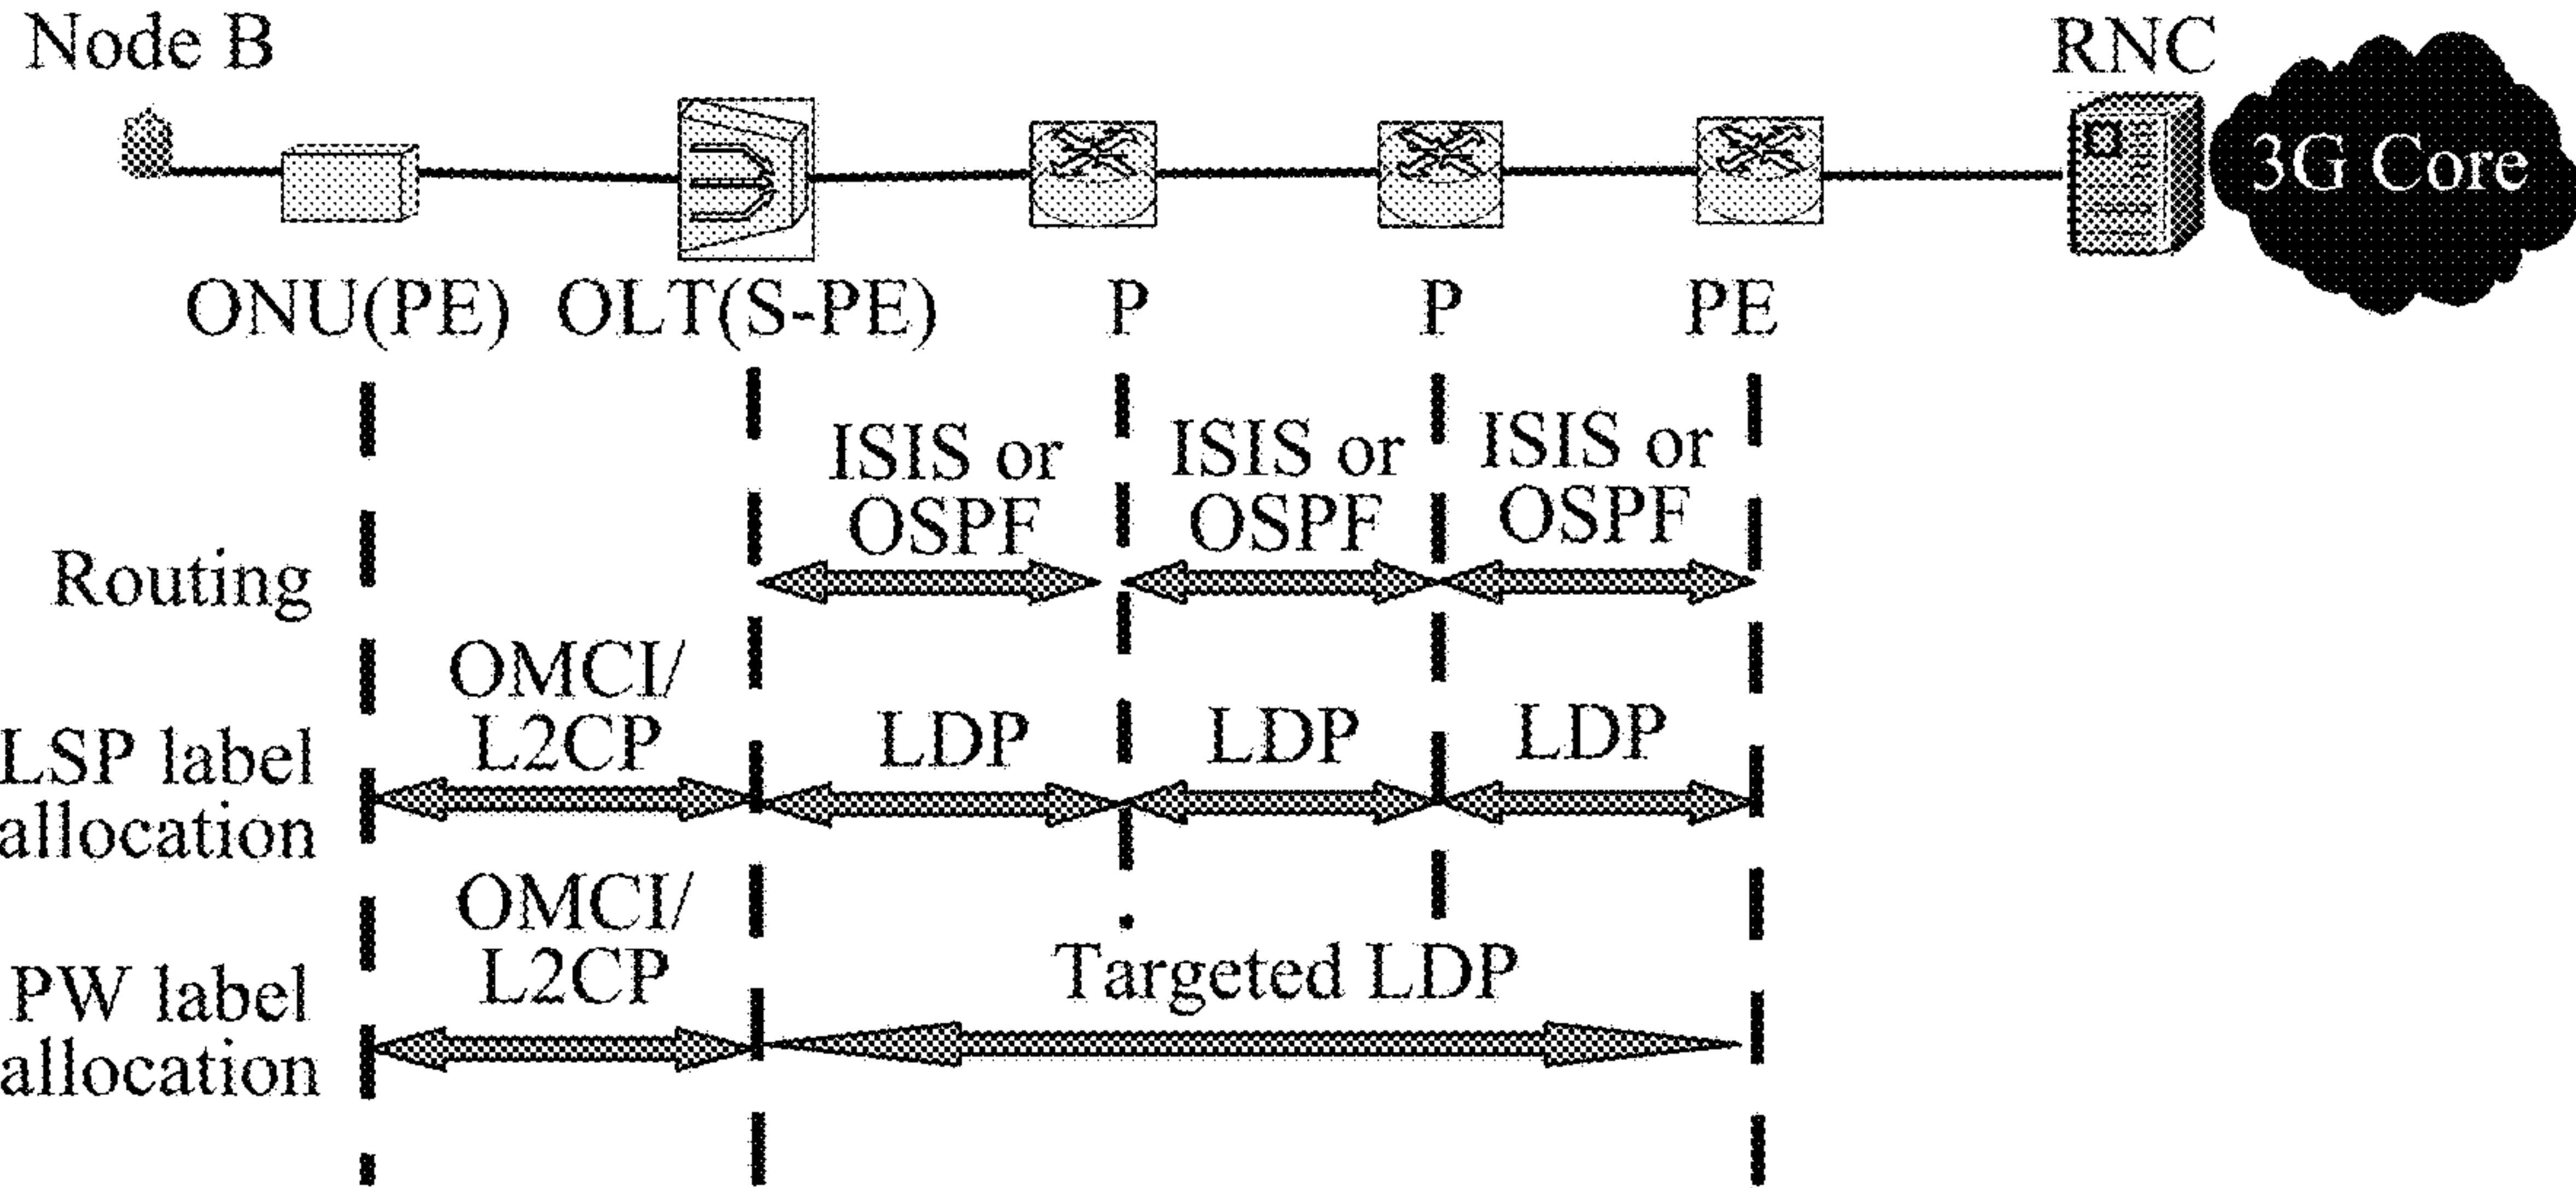 Node B
RNC
3G Core
ONU(PE)
OLT(S-PE)
P
P
PE
Routing
ISIS or
OSPF
ISIS or
OSPF
ISIS or
OSPF
LSP label
allocation
OMCI/
L2CP
LDP
LDP
LDP
PW label
allocation
OMCI/
L2CP
Targeted LDP